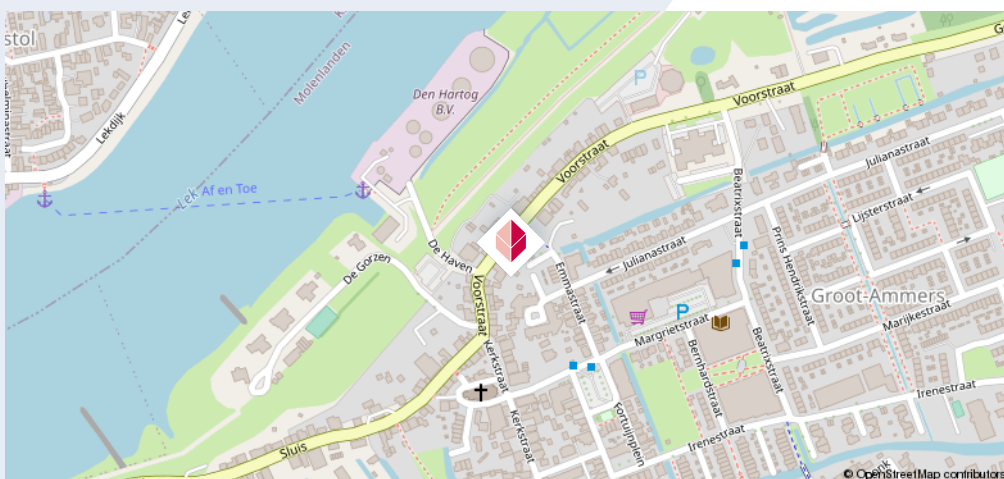 stol
Molenlanden
Den Hartog
B.V.
G
Voorstraat
Lekdijk
Voorstraat
Julianastraat
Lek
Af en Toe
Beatrixstraat
Lijsterstraat
De Haven
Julianastraat
Prins Hendrikstraat
De Gorzen
Emmastraat
Voorstraat
Groot-Ammers
P
P
Margrietstraat
Marijkestraat
Kerkstraat
Bernhardstraat
Beatrixstraat
Irenestraat
Kerkstraat
Fortuijnplein
Irenestraat
Sluis
© OpenStreetMap contributors